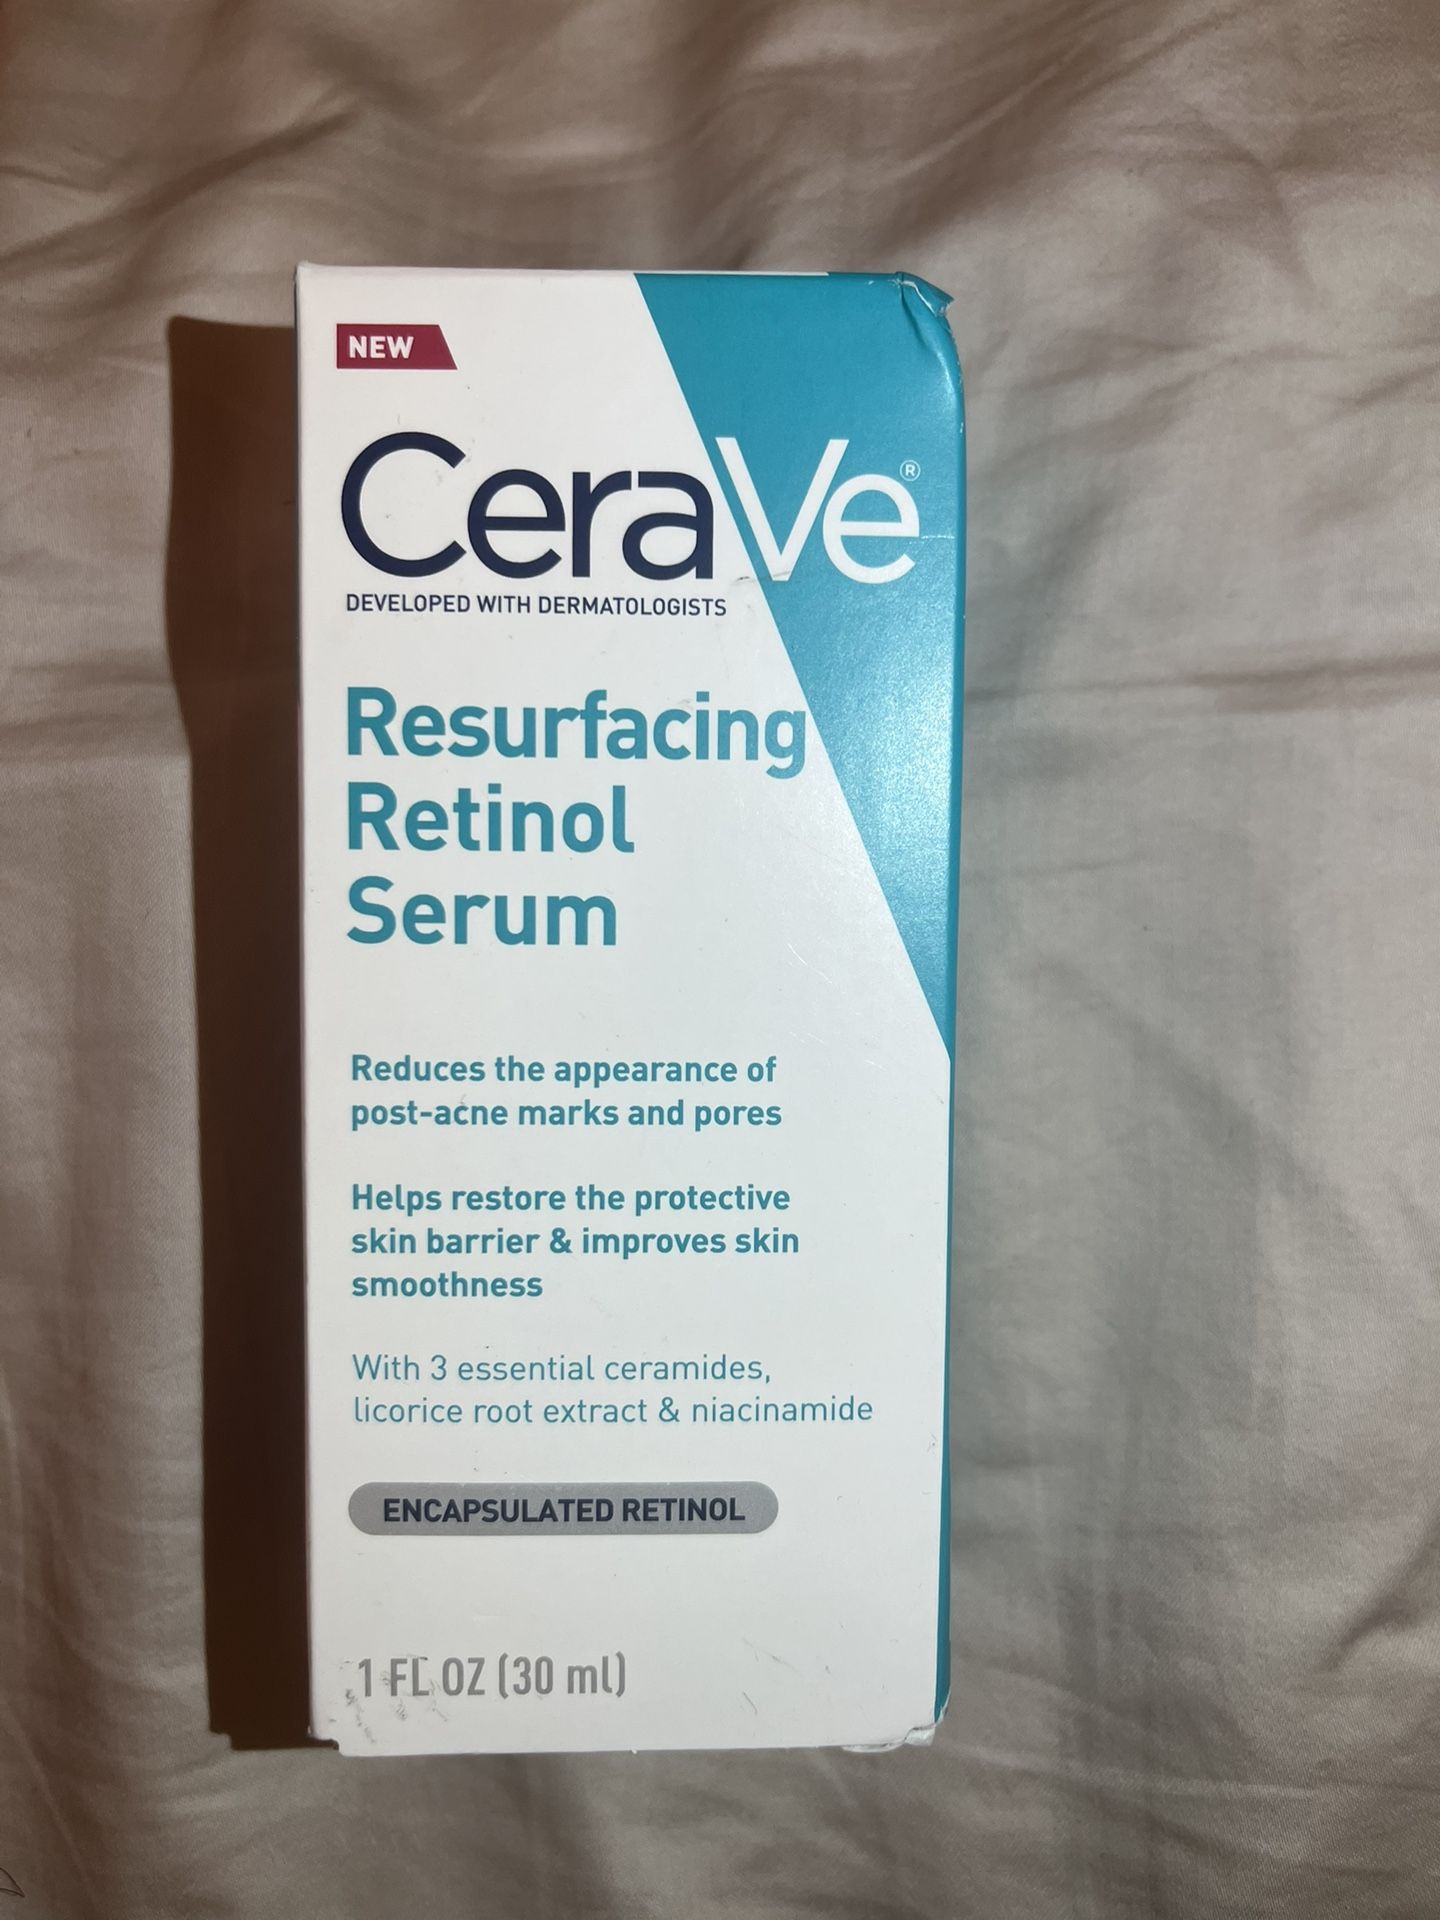 NEW
CeraVe®
DEVELOPED WITH DERMATOLOGISTS
Resurfacing
Retinol
Serum
Reduces the appearance of
post-acne marks and pores
Helps restore the protective
skin barrier & improves skin
smoothness
With 3 essential ceramides,
licorice root extract & niacinamide
ENCAPSULATED RETINOL
1 FL OZ (30 ml)